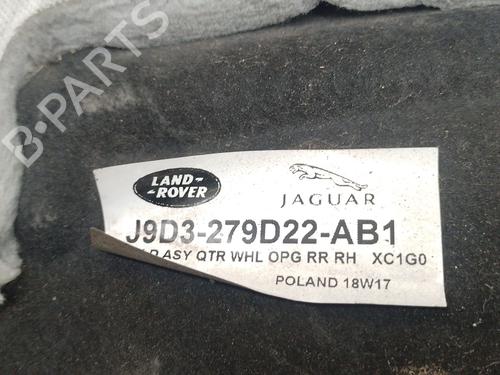 B-PARTS
LAND-
ROVER
JAGUAR
J9D3-279D22-AB1
ASY QTR WHL OPG RR RH XC1G0
POLAND 18W17